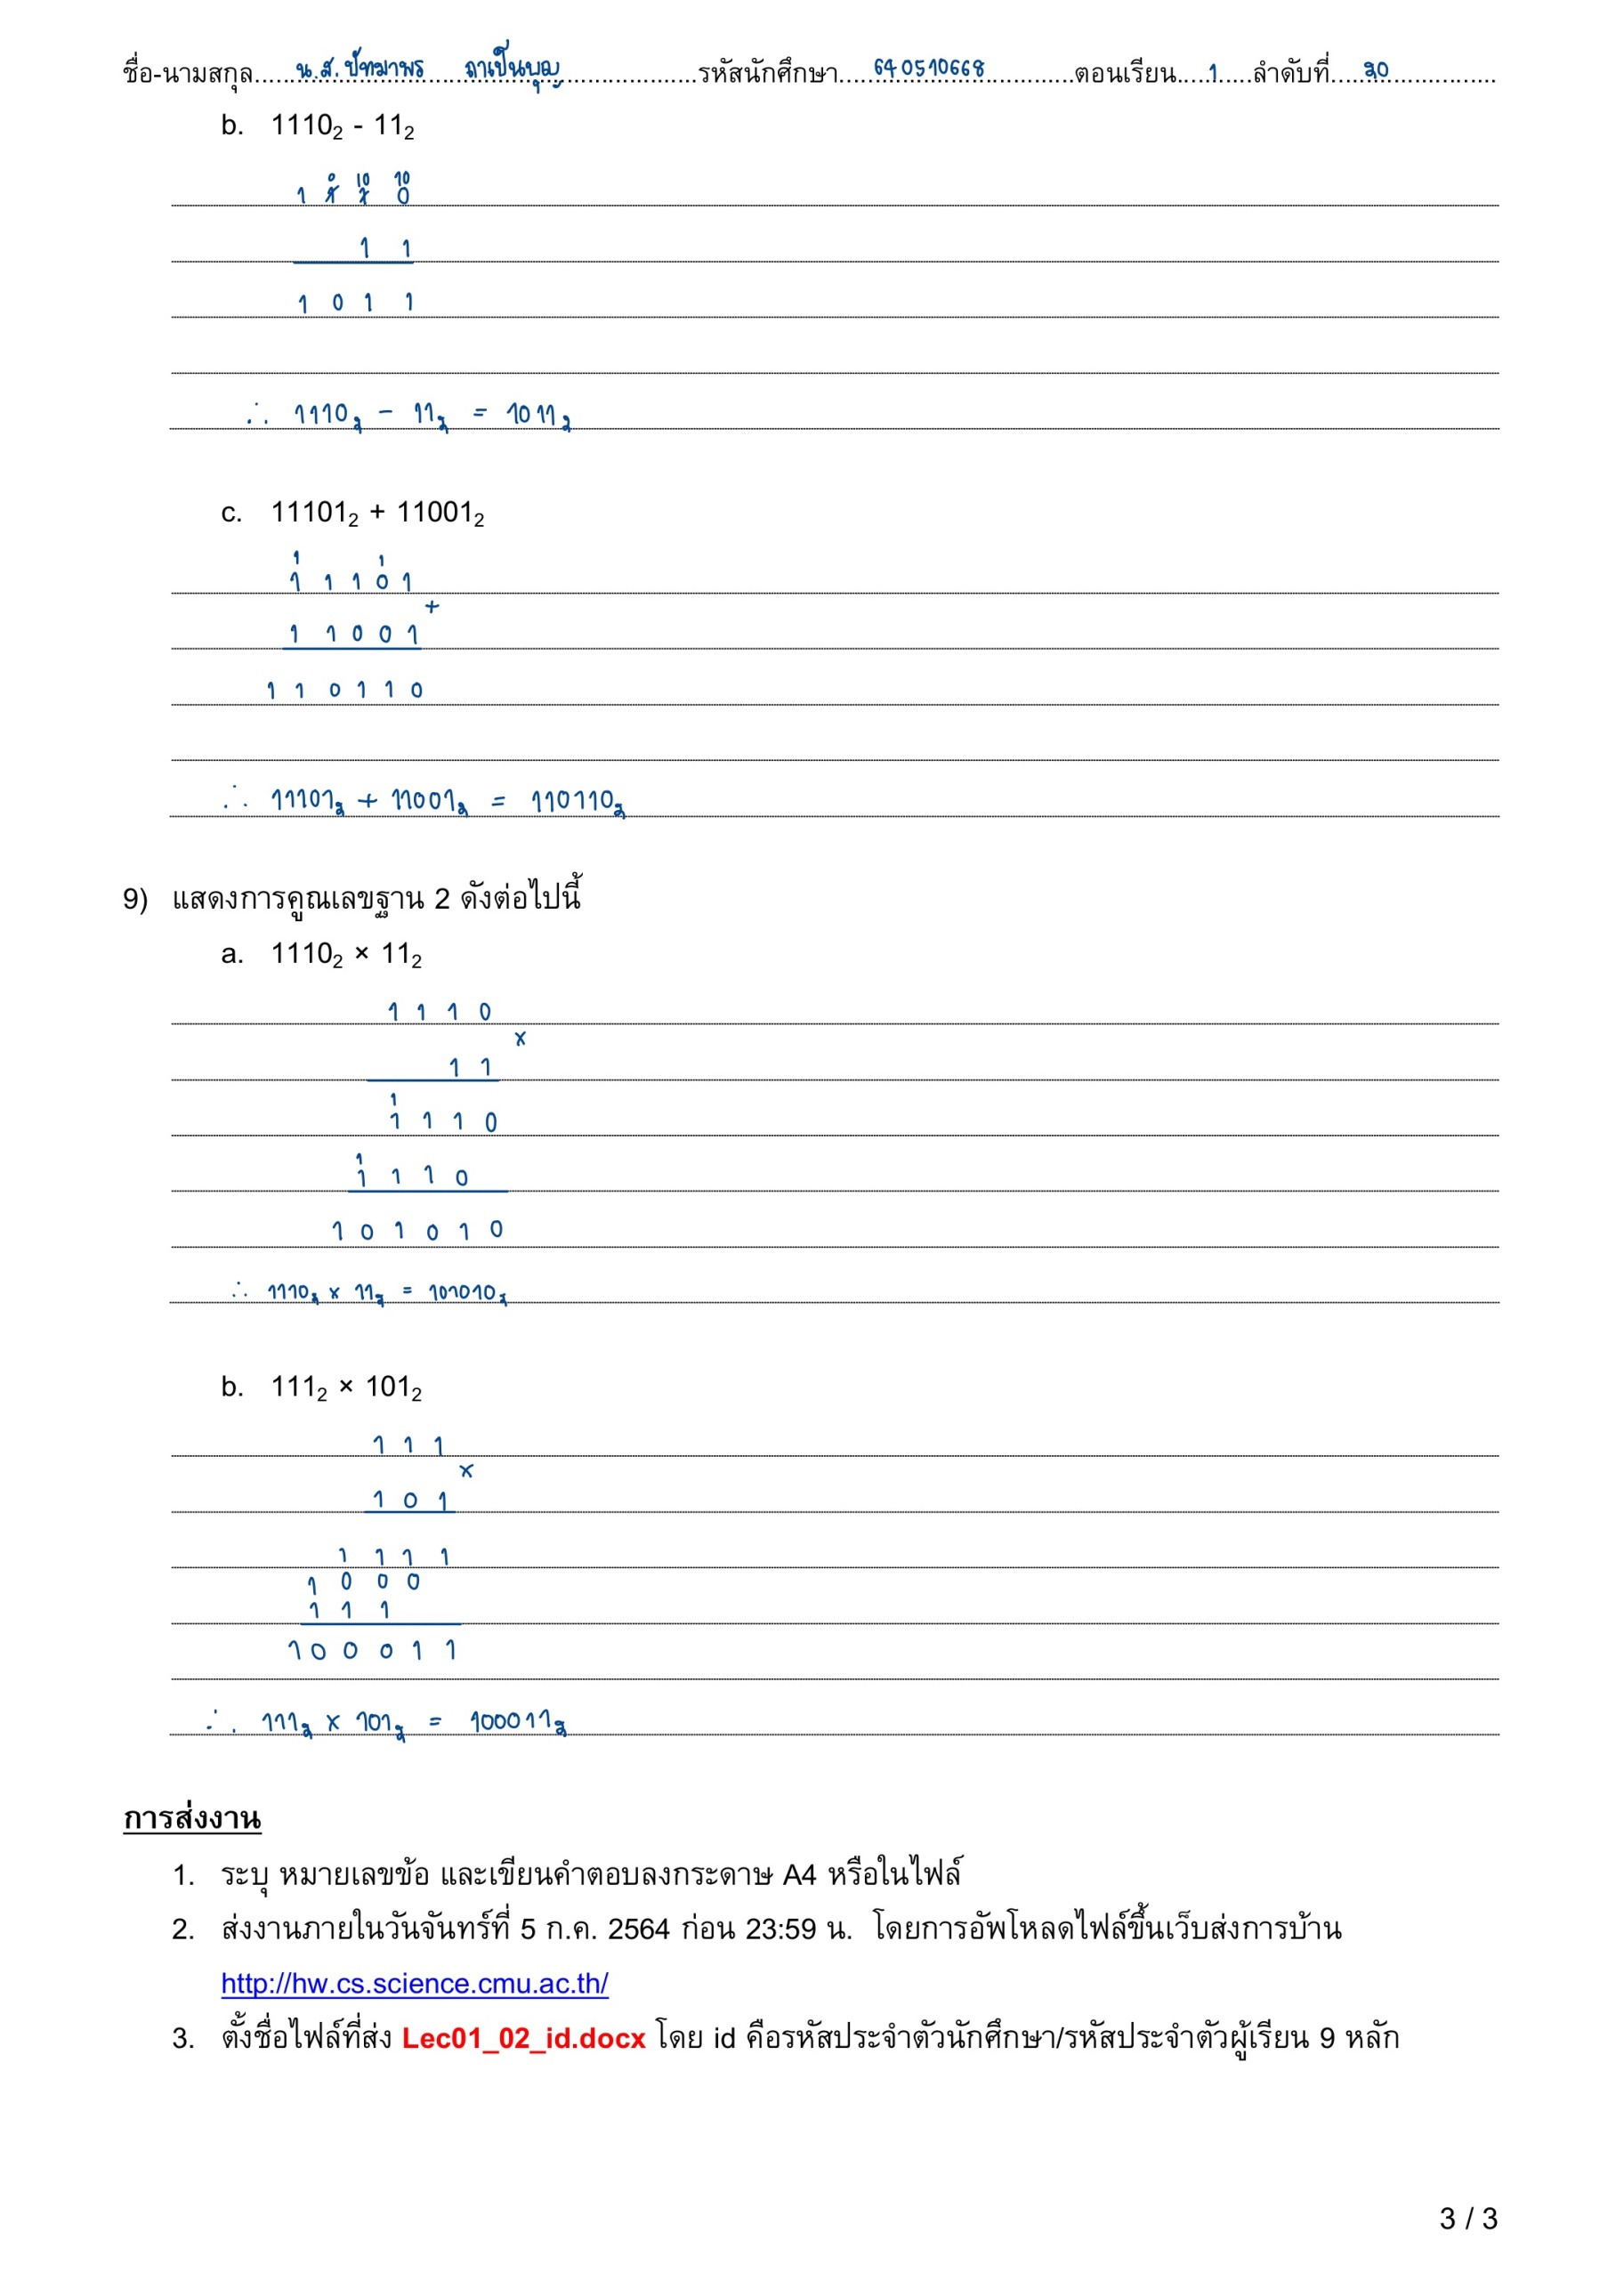 ชื่อ-นามสกุล.....น.ส. ปัทมาพร ถาเป็นบุญ.....รหัสนักศึกษา.....640510668.....ตอนเรียน.....1.....ลำดับที่.....30.....
b. 1110₂ - 11₂
0 10 10
1 1 1 0
1 1
1 0 1 1
∴ 1110₂ - 11₂ = 1011₂
c. 11101₂ + 11001₂
1 1
1 1 1 0 1
+
1 1 0 0 1
1 1 0 1 1 0
∴ 11101₂ + 11001₂ = 110110₂
9) แสดงการคูณเลขฐาน 2 ดังต่อไปนี้
a. 1110₂ × 11₂
1 1 1 0
×
1 1
1
1 1 1 0
1
1 1 1 0
1 0 1 0 1 0
∴ 1110₂ × 11₂ = 101010₂
b. 111₂ × 101₂
1 1 1
×
1 0 1
1 1 1 1
1 0 0 0
1 1 1
1 0 0 0 1 1
∴ 111₂ × 101₂ = 100011₂
การส่งงาน
1. ระบุ หมายเลขข้อ และเขียนคำตอบลงกระดาษ A4 หรือในไฟล์
2. ส่งงานภายในวันจันทร์ที่ 5 ก.ค. 2564 ก่อน 23:59 น. โดยการอัพโหลดไฟล์ขึ้นเว็บส่งการบ้าน
http://hw.cs.science.cmu.ac.th/
3. ตั้งชื่อไฟล์ที่ส่ง Lec01_02_id.docx โดย id คือรหัสประจำตัวนักศึกษา/รหัสประจำตัวผู้เรียน 9 หลัก
3 / 3